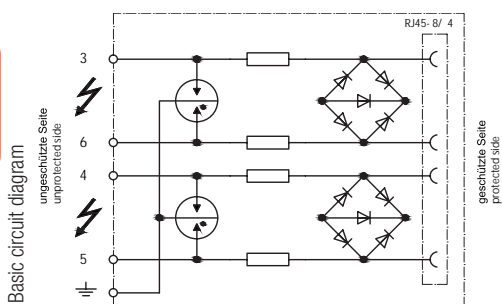 Basic circuit diagram
ungeschützte Seite
unprotected side
RJ45- 8/ 4
3
6
4
5
geschützte Seite
protected side